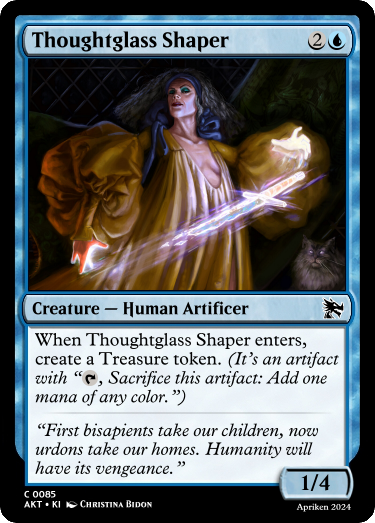 Thoughtglass Shaper 2
Creature — Human Artificer
When Thoughtglass Shaper enters,
create a Treasure token. (It's an artifact
with “, Sacrifice this artifact: Add one
mana of any color.”)
“First bisapients take our children, now
urdons take our homes. Humanity will
have its vengeance.”
1/4
C 0085
AKT • KI Christina Bidon
Apriken 2024